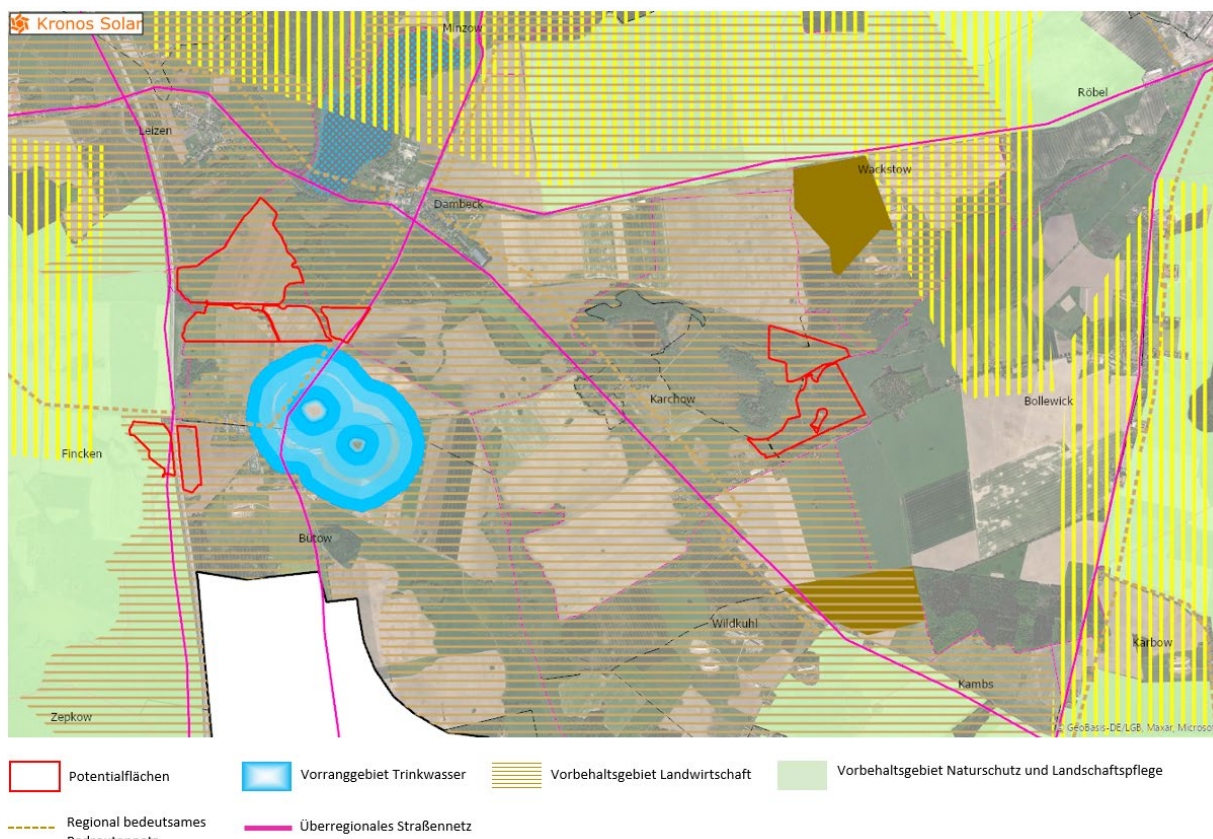 Kronos Solar
Minzow
Röbel
Leizen
Wackstow
Dambeck
Karchow
Bollewick
Fincken
Bütow
Wildkuhl
Karbow
Kambs
Zepkow
© GeoBasis-DE/LGB, Maxar, Microso
Potentialflächen
Vorranggebiet Trinkwasser
Vorbehaltsgebiet Landwirtschaft
Vorbehaltsgebiet Naturschutz und Landschaftspflege
Regional bedeutsames
Überregionales Straßennetz